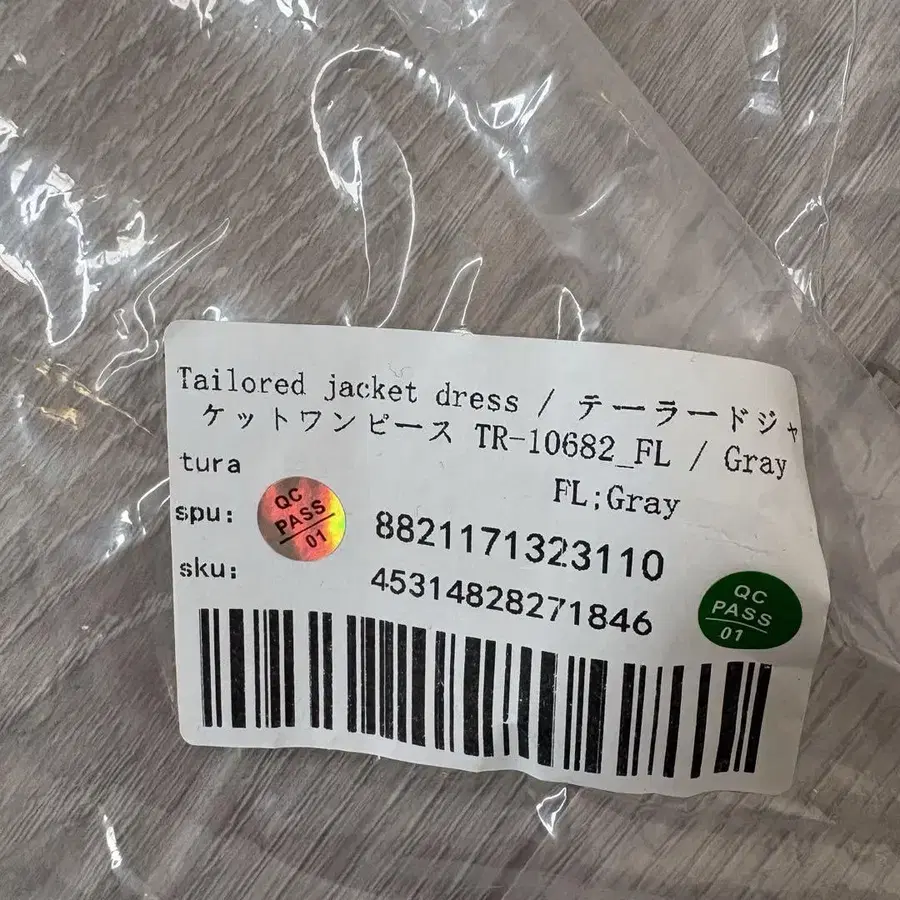 Tailored jacket dress / テーラードジャ
ケットワンピース TR-10682_FL / Gray
tura
FL;Gray
spu:
QC
PASS
01
8821171323110
sku:
45314828271846
QC
PASS
01